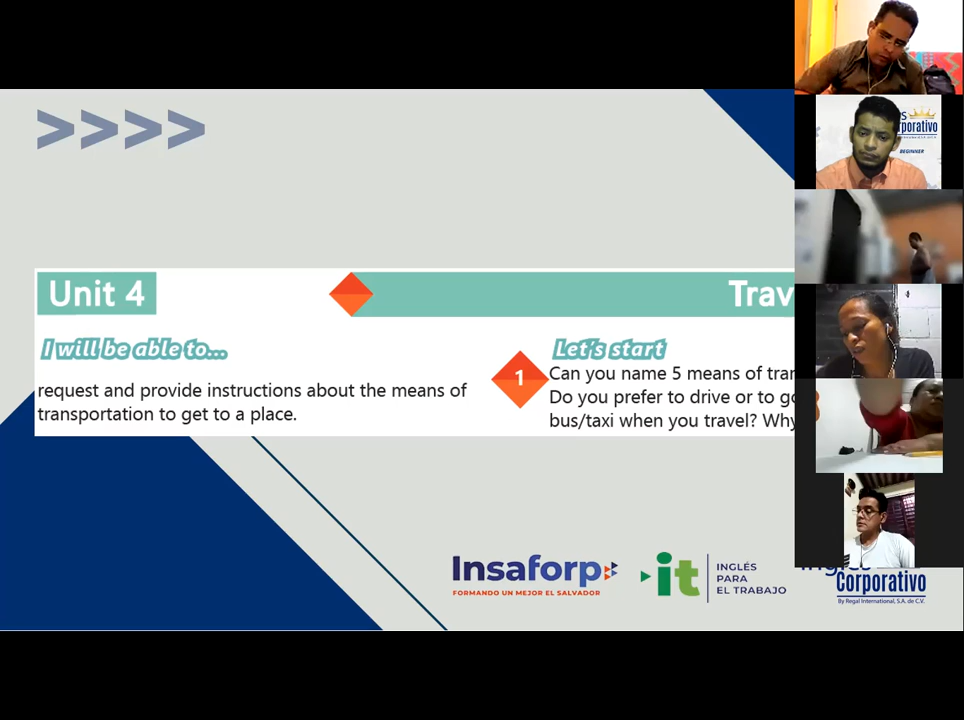 >>>>
Unit 4
Trav
I will be able to...
request and provide instructions about the means of
transportation to get to a place.
Let's start
1
Can you name 5 means of tra
Do you prefer to drive or to g
bus/taxi when you travel? Why
Insaforp
FORMANDO UN MEJOR EL SALVADOR
it
INGLÉS
PARA
EL TRABAJO
Corporativo
By Regal International, S.A. de C.V.
rporativo
BEGINNER